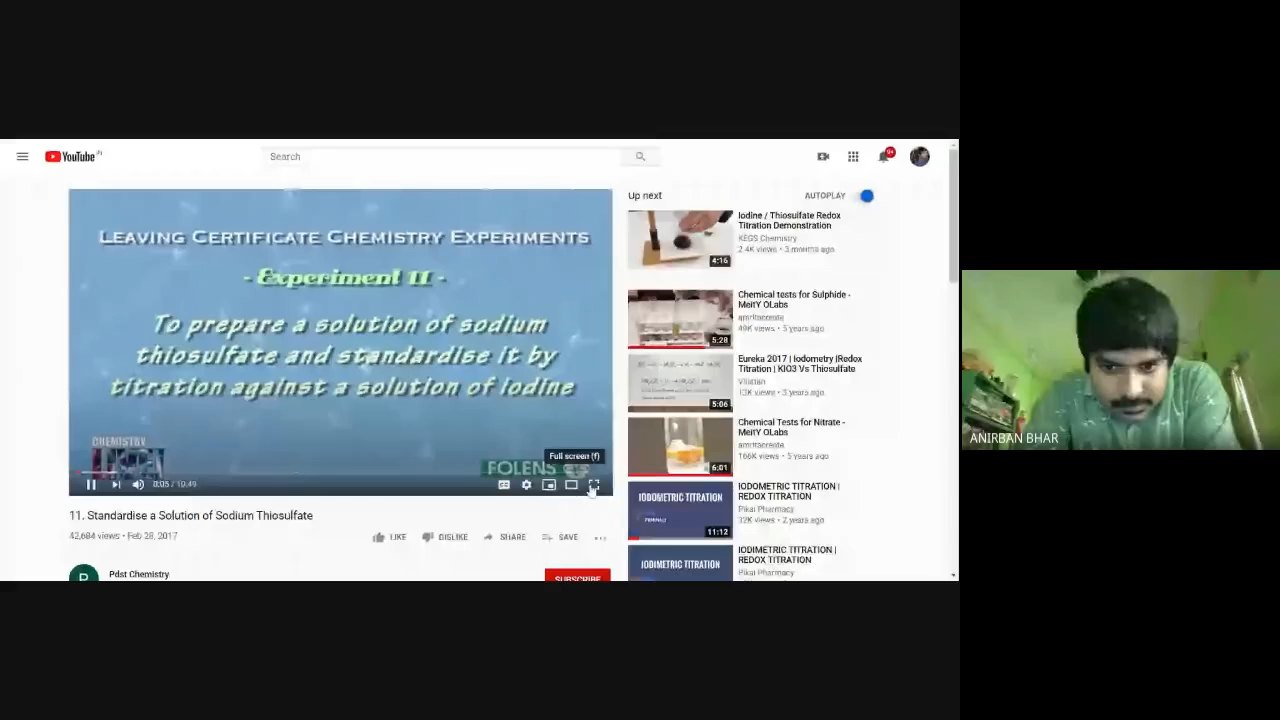 YouTube IN
Search
9+
LEAVING CERTIFICATE CHEMISTRY EXPERIMENTS
- Experiment 11 -
To prepare a solution of sodium
thiosulfate and standardise it by
titration against a solution of iodine
CHEMISTRY
FOLENS
Full screen (f)
0:05 / 10:49
11. Standardise a Solution of Sodium Thiosulfate
42,684 views • Feb 28, 2017
LIKE
DISLIKE
SHARE
SAVE
P
Pdst Chemistry
SUBSCRIBE
Up next
AUTOPLAY
4:16
Iodine / Thiosulfate Redox
Titration Demonstration
KEGS Chemistry
2.4K views • 3 months ago
5:28
Chemical tests for Sulphide -
MeitY OLabs
amritacreate
49K views • 5 years ago
5:06
Eureka 2017 | Iodometry |Redox
Titration | KIO3 Vs Thiosulfate
3 years ago
6:01
Chemical Tests for Nitrate -
MeitY OLabs
amritacreate
166K views • 5 years ago
IODOMETRIC TITRATION
11:12
IODOMETRIC TITRATION |
REDOX TITRATION
Pikai Pharmacy
2 years ago
IODIMETRIC TITRATION
IODIMETRIC TITRATION |
REDOX TITRATION
Pikai Pharmacy
ANIRBAN BHAR